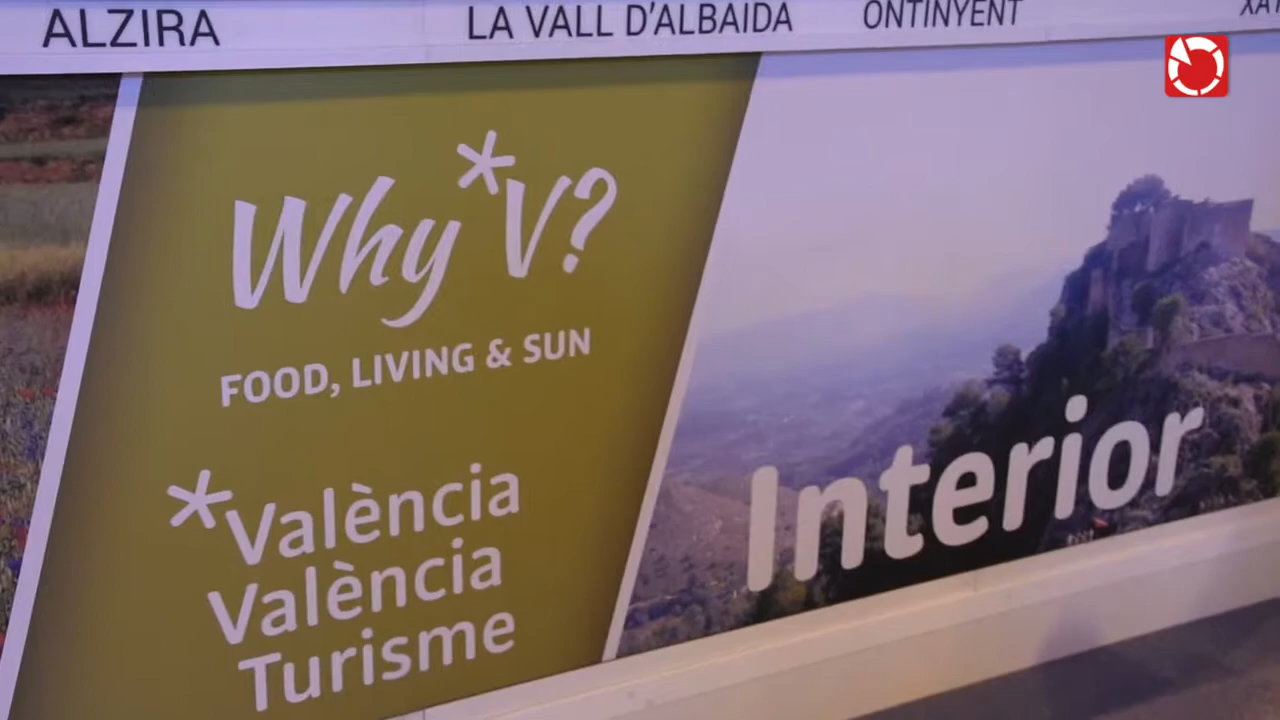 ALZIRA
LA VALL D'ALBAIDA
ONTINYENT
Why *V?
FOOD, LIVING & SUN
*València
València
Turisme
Interior